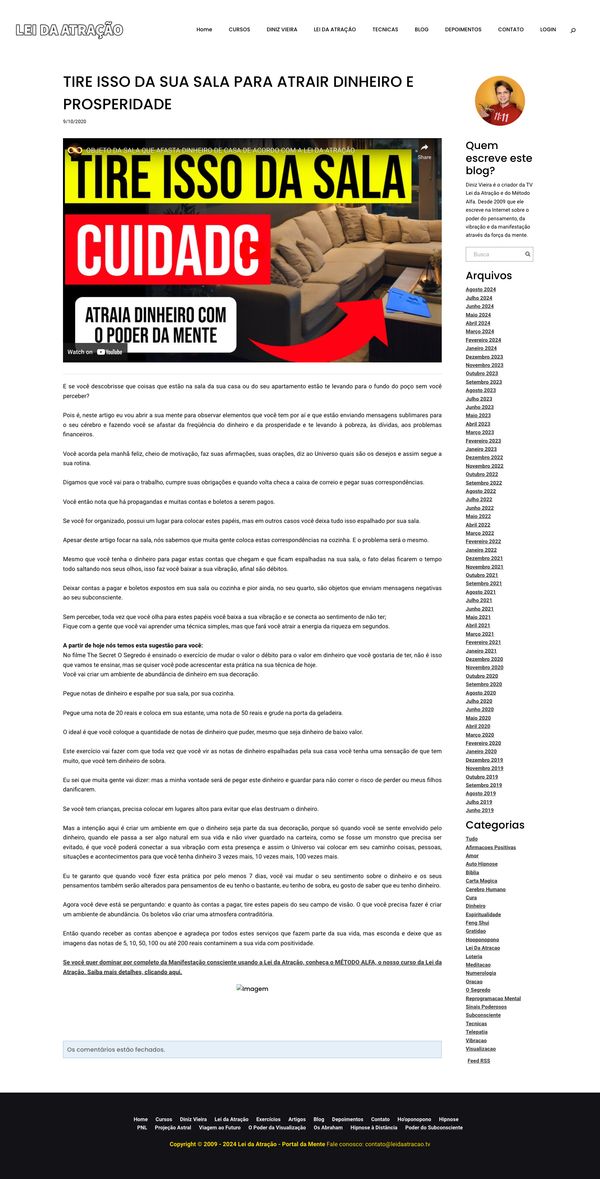 LEI DA ATRAÇÃO
Home CURSOS DINIZ VIEIRA LEI DA ATRAÇÃO TECNICAS BLOG DEPOIMENTOS CONTATO LOGIN
TIRE ISSO DA SUA SALA PARA ATRAIR DINHEIRO E
PROSPERIDADE
9/10/2020
OBJETO DA SALA QUE AFASTA DINHEIRO DE CASA DE ACORDO COM A LEI DA ATRAÇÃO
Share
TIRE ISSO DA SALA
CUIDADO
ATRAIA DINHEIRO COM
O PODER DA MENTE
Watch on YouTube
E se você descobrisse que coisas que estão na sala da sua casa ou do seu apartamento estão te levando para o fundo do poço sem você
perceber?
Pois é, neste artigo eu vou abrir a sua mente para observar elementos que você tem por aí e que estão enviando mensagens sublimares para
o seu cérebro e fazendo você se afastar da freqüência do dinheiro e da prosperidade e te levando à pobreza, às dívidas, aos problemas
financeiros.
Você acorda pela manhã feliz, cheio de motivação, faz suas afirmações, suas orações, diz ao Universo quais são os desejos e assim segue a
sua rotina.
Digamos que você vai para o trabalho, cumpre suas obrigações e quando volta checa a caixa de correio e pegar suas correspondências.
Você então nota que há propagandas e muitas contas e boletos a serem pagos.
Se você for organizado, possui um lugar para colocar estes papéis, mas em outros casos você deixa tudo isso espalhado por sua sala.
Apesar deste artigo focar na sala, nós sabemos que muita gente coloca estas correspondências na cozinha. E o problema será o mesmo.
Mesmo que você tenha o dinheiro para pagar estas contas que chegam e que ficam espalhadas na sua sala, o fato delas ficarem o tempo
todo saltando nos seus olhos, isso faz você baixar a sua vibração, afinal são débitos.
Deixar contas a pagar e boletos expostos em sua sala ou cozinha e pior ainda, no seu quarto, são objetos que enviam mensagens negativas
ao seu subconsciente.
Sem perceber, toda vez que você olha para estes papéis você baixa a sua vibração e se conecta ao sentimento de não ter;
Fique com a gente que você vai aprender uma técnica simples, mas que fará você atrair a energia da riqueza em segundos.
A partir de hoje nós temos esta sugestão para você:
No filme The Secret O Segredo é ensinado o exercício de mudar o valor o débito para o valor em dinheiro que você gostaria de ter, não é isso
que vamos te ensinar, mas se quiser você pode acrescentar esta prática na sua técnica de hoje.
Você vai criar um ambiente de abundância de dinheiro em sua decoração.
Pegue notas de dinheiro e espalhe por sua sala, por sua cozinha.
Pegue uma nota de 20 reais e coloca em sua estante, uma nota de 50 reais e grude na porta da geladeira.
O ideal é que você coloque a quantidade de notas de dinheiro que puder, mesmo que seja dinheiro de baixo valor.
Este exercício vai fazer com que toda vez que você vir as notas de dinheiro espalhadas pela sua casa você tenha uma sensação de que tem
muito, que você tem dinheiro de sobra.
Eu sei que muita gente vai dizer: mas a minha vontade será de pegar este dinheiro e guardar para não correr o risco de perder ou meus filhos
danificarem.
Se você tem crianças, precisa colocar em lugares altos para evitar que elas destruam o dinheiro.
Mas a intenção aqui é criar um ambiente em que o dinheiro seja parte da sua decoração, porque só quando você se sente envolvido pelo
dinheiro, quando ele passa a ser algo natural em sua vida e não viver guardado na carteira, como se fosse um monstro que precisa ser
evitado, é que você poderá conectar a sua vibração com esta presença e assim o Universo vai colocar em seu caminho coisas, pessoas,
situações e acontecimentos para que você tenha dinheiro 3 vezes mais, 10 vezes mais, 100 vezes mais.
Eu te garanto que quando você fizer esta prática por pelo menos 7 dias, você vai mudar o seu sentimento sobre o dinheiro e os seus
pensamentos também serão alterados para pensamentos de eu tenho o bastante, eu tenho de sobra, eu gosto de saber que eu tenho dinheiro.
Agora você deve está se perguntando: e quanto às contas a pagar, tire estes papeis do seu campo de visão. O que você precisa fazer é criar
um ambiente de abundância. Os boletos vão criar uma atmosfera contraditória.
Então quando receber as contas abençoe e agradeça por todos estes serviços que fazem parte da sua vida, mas esconda e deixe que as
imagens das notas de 5, 10, 50, 100 ou até 200 reais contaminem a sua vida com positividade.
Se você quer dominar por completo da Manifestação consciente usando a Lei da Atração, conheça o MÉTODO ALFA, o nosso curso da Lei da
Atração. Saiba mais detalhes, clicando aqui.
Imagem
Os comentários estão fechados.
11:11
Quem
escreve este
blog?
Diniz Vieira é o criador da TV
Lei da Atração e do Método
Alfa. Desde 2009 que ele
escreve na Internet sobre o
poder do pensamento, da
vibração e da manifestação
através da força da mente.
Busca
Arquivos
Agosto 2024
Julho 2024
Junho 2024
Maio 2024
Abril 2024
Março 2024
Fevereiro 2024
Janeiro 2024
Dezembro 2023
Novembro 2023
Outubro 2023
Setembro 2023
Agosto 2023
Julho 2023
Junho 2023
Maio 2023
Abril 2023
Março 2023
Fevereiro 2023
Janeiro 2023
Dezembro 2022
Novembro 2022
Outubro 2022
Setembro 2022
Agosto 2022
Julho 2022
Junho 2022
Maio 2022
Abril 2022
Março 2022
Fevereiro 2022
Janeiro 2022
Dezembro 2021
Novembro 2021
Outubro 2021
Setembro 2021
Agosto 2021
Julho 2021
Junho 2021
Maio 2021
Abril 2021
Março 2021
Fevereiro 2021
Janeiro 2021
Dezembro 2020
Novembro 2020
Outubro 2020
Setembro 2020
Agosto 2020
Julho 2020
Junho 2020
Maio 2020
Abril 2020
Março 2020
Fevereiro 2020
Janeiro 2020
Dezembro 2019
Novembro 2019
Outubro 2019
Setembro 2019
Agosto 2019
Julho 2019
Junho 2019
Categorias
Tudo
Afirmacoes Positivas
Amor
Auto Hipnose
Bíblia
Carta Magica
Cerebro Humano
Cura
Dinheiro
Espiritualidade
Feng Shui
Gratidao
Hooponopono
Lei Da Atracao
Loteria
Meditacao
Numerologia
Oracao
O Segredo
Reprogramacao Mental
Sinais Poderosos
Subconsciente
Tecnicas
Telepatia
Vibracao
Visualizacao
Feed RSS
Home Cursos Diniz Vieira Lei da Atração Exercícios Artigos Blog Depoimentos Contato Ho'oponopono Hipnose
PNL Projeção Astral Viagem ao Futuro O Poder da Visualização Os Abraham Hipnose à Distância Poder do Subconsciente
Copyright © 2009 - 2024 Lei da Atração - Portal da Mente Fale conosco: contato@leidaatracao.tv